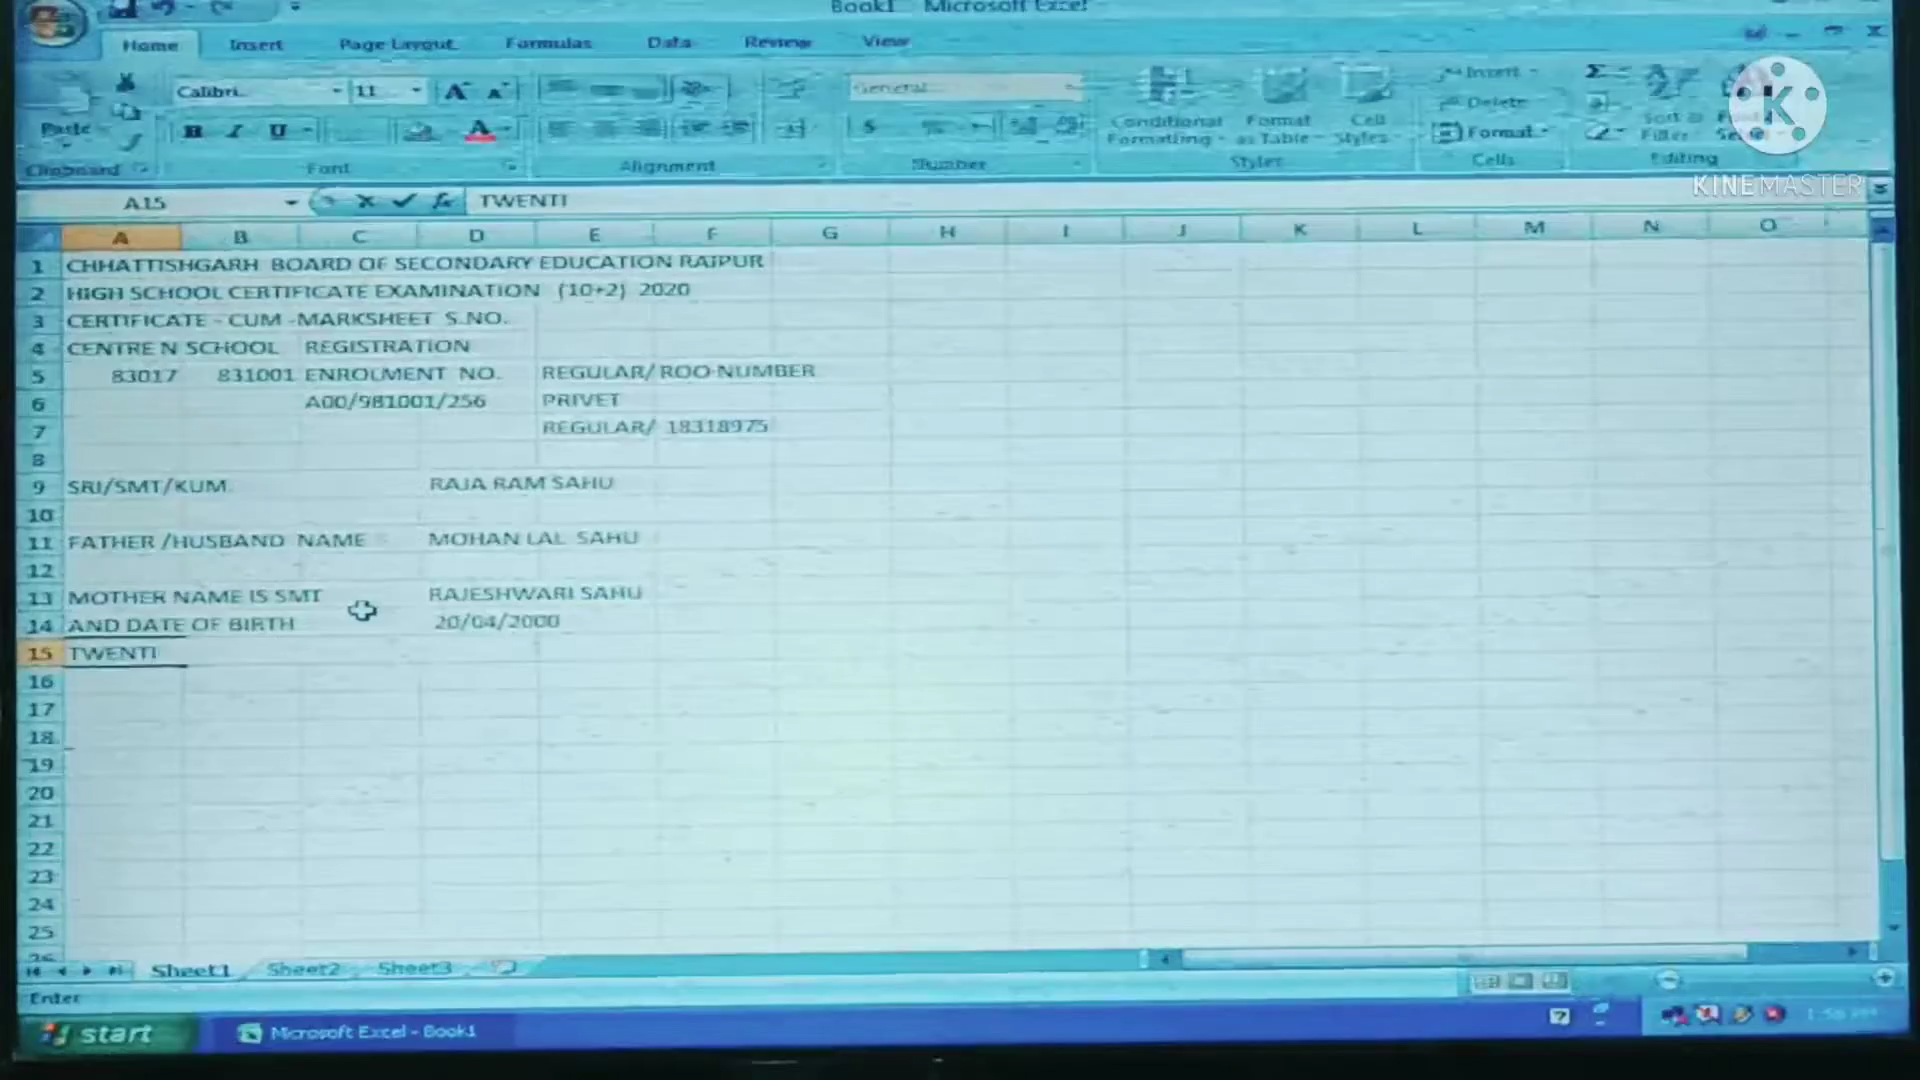 Book1 Microsoft Excel
Home Insert Page Layout Formulas Data Review View
Calibri 11 General Insert
Delete
Paste B I U A $ Conditional Format Cell Format Sort &
Formatting as Table Styles Filter
Clipboard Font Alignment Number Styles Cells Editing
KINEMASTER
A15 fx TWENTI
A B C D E F G H I J K L M N O
1 CHHATTISHGARH BOARD OF SECONDARY EDUCATION RAIPUR
2 HIGH SCHOOL CERTIFICATE EXAMINATION (10+2) 2020
3 CERTIFICATE - CUM -MARKSHEET S.NO.
4 CENTRE N SCHOOL REGISTRATION
5 83017 831001 ENROLMENT NO. REGULAR/ ROO NUMBER
6 A00/981001/256 PRIVET
7 REGULAR/ 18318975
8
9 SRI/SMT/KUM RAJA RAM SAHU
10
11 FATHER /HUSBAND NAME MOHAN LAL SAHU
12
13 MOTHER NAME IS SMT RAJESHWARI SAHU
14 AND DATE OF BIRTH 20/04/2000
15 TWENTI
16
17
18
19
20
21
22
23
24
25
26
Sheet1 Sheet2 Sheet3
Enter
start Microsoft Excel - Book1